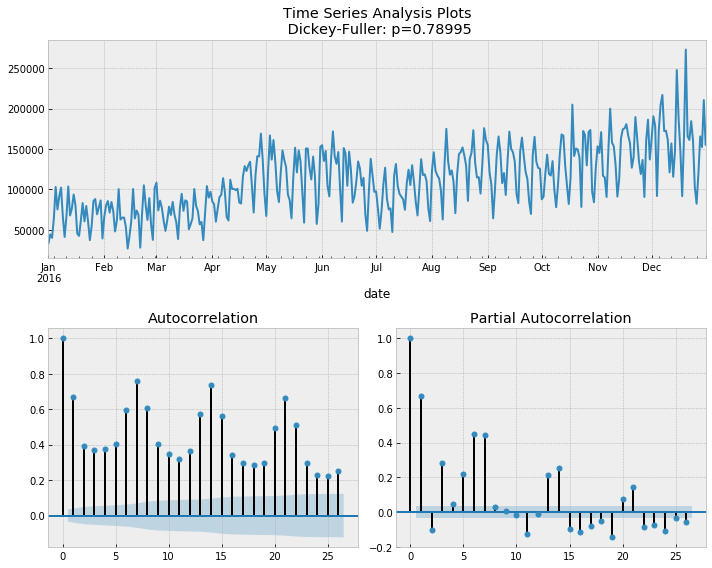 Time Series Analysis Plots
Dickey-Fuller: p=0.78995
250000
200000
150000
100000
50000
Jan Feb Mar Apr May Jun Jul Aug Sep Oct Nov Dec
2016
date
Autocorrelation Partial Autocorrelation
1.0 1.0
0.8 0.8
0.6 0.6
0.4 0.4
0.2 0.2
0.0 0.0
−0.2
0 5 10 15 20 25 0 5 10 15 20 25